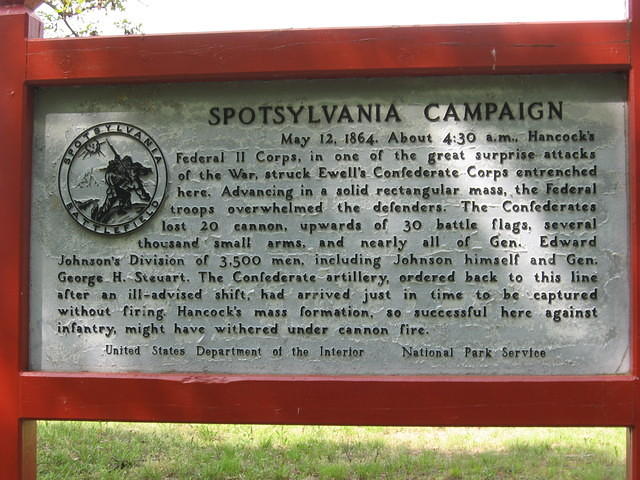 SPOTSYLVANIA CAMPAIGN
SPOTSYLVANIA
BATTLEFIELD
May 12, 1864. About 4:30 a.m., Hancock's
Federal II Corps, in one of the great surprise attacks
of the War, struck Ewell's Confederate Corps entrenched
here. Advancing in a solid rectangular mass, the Federal
troops overwhelmed the defenders. The Confederates
lost 20 cannon, upwards of 30 battle flags, several
thousand small arms, and nearly all of Gen. Edward
Johnson's Division of 3,500 men, including Johnson himself and Gen.
George H. Steuart. The Confederate artillery, ordered back to this line
after an ill-advised shift, had arrived just in time to be captured
without firing. Hancock's mass formation, so successful here against
infantry, might have withered under cannon fire.
United States Department of the Interior National Park Service